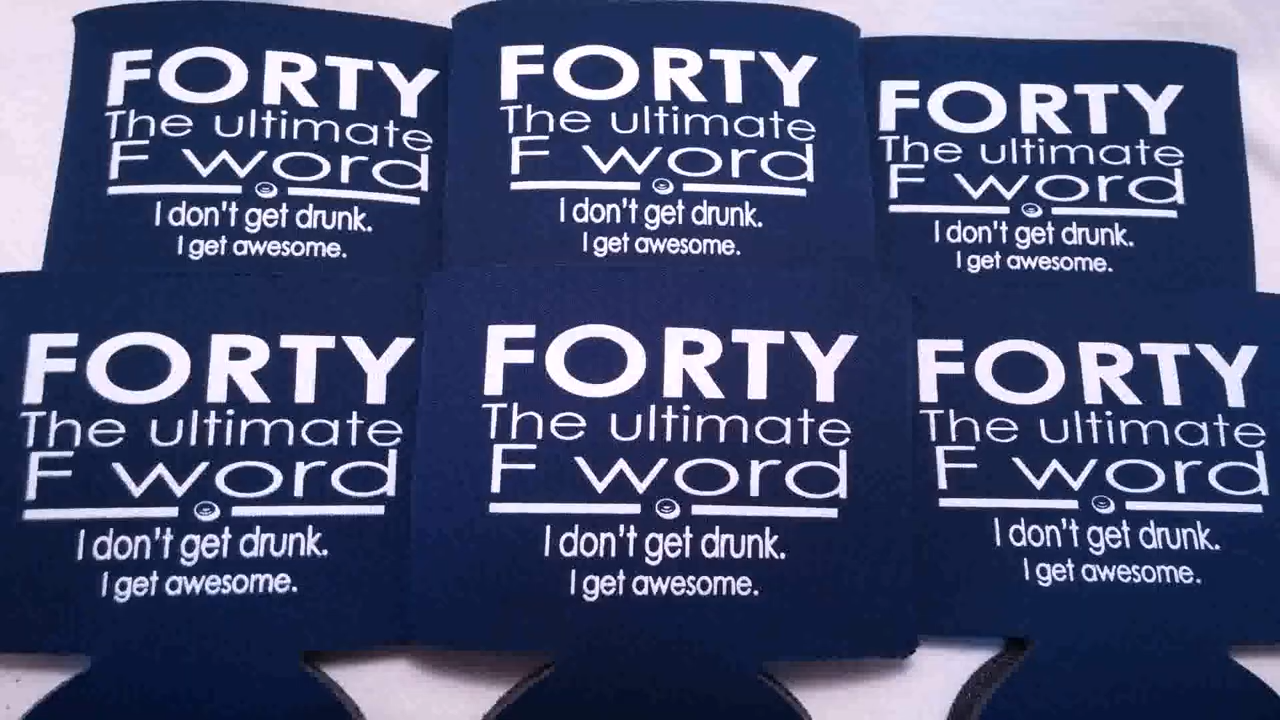 FORTY
The ultimate
F word
I don't get drunk.
I get awesome.
FORTY
The ultimate
F word
I don't get drunk.
I get awesome.
FORTY
The ultimate
F word
I don't get drunk.
I get awesome.
FORTY
The ultimate
F word
I don't get drunk.
I get awesome.
FORTY
The ultimate
F word
I don't get drunk.
I get awesome.
FORTY
The ultimate
F word
I don't get drunk.
I get awesome.